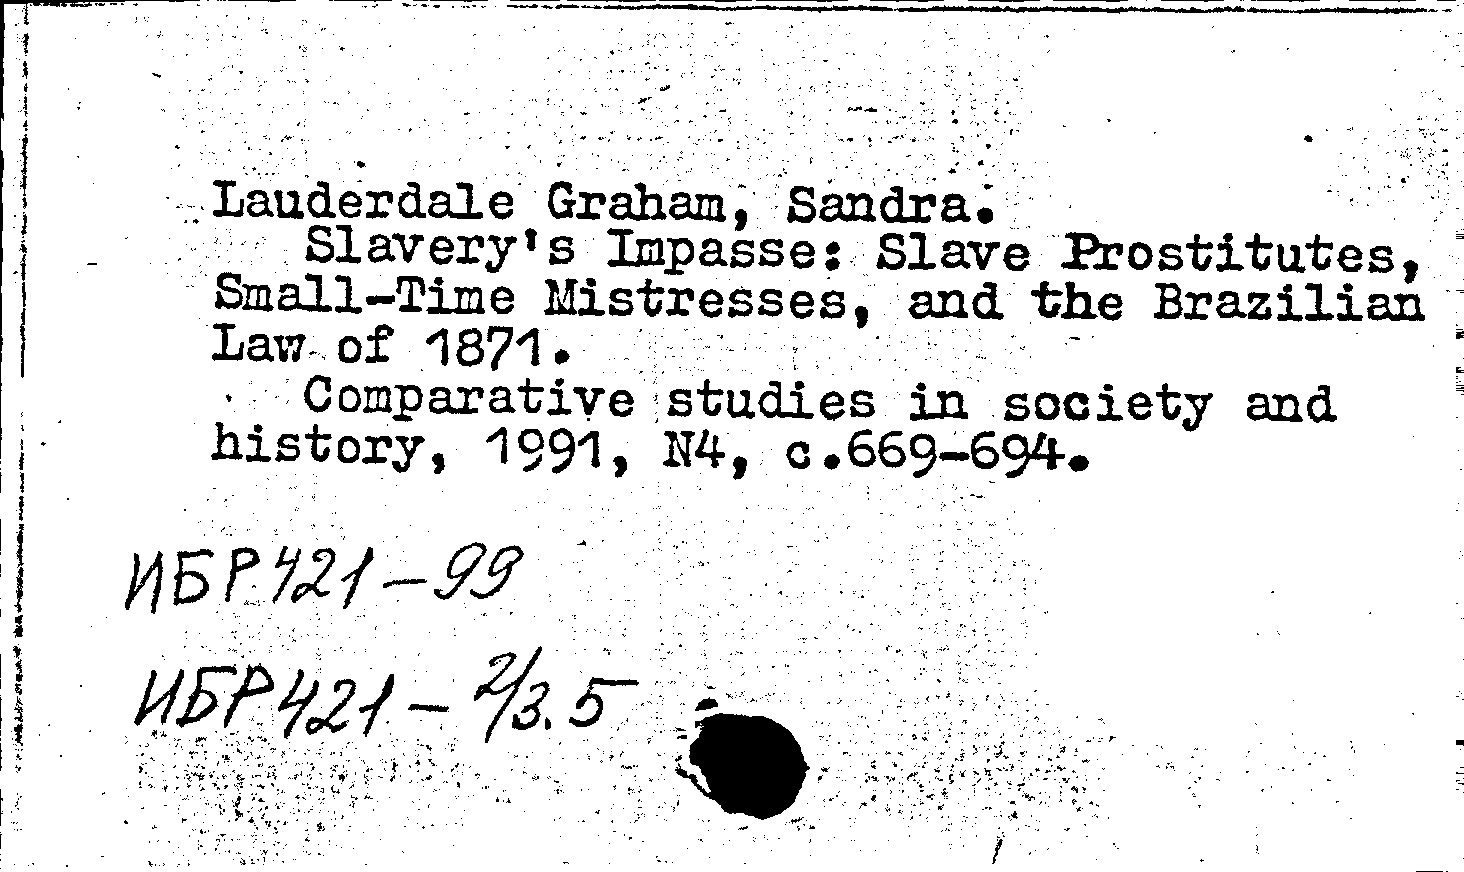 Lauderdale Graham, Sandra.
Slavery's Impasse: Slave Prostitutes,
Small-Time Mistresses, and the Brazilian
Law of 1871.
Comparative studies in society and
history, 1991, N4, c.669-694.
ИБР421-99
ИБР421-2/3.5